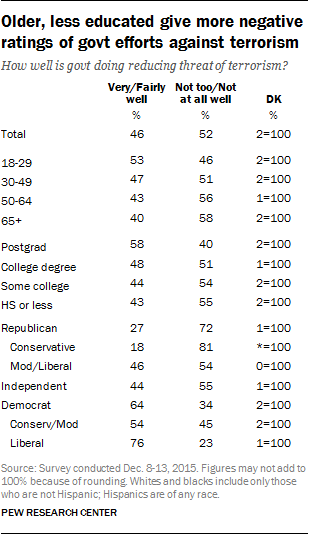 Older, less educated give more negative
ratings of govt efforts against terrorism
How well is govt doing reducing threat of terrorism?
Very/Fairly well Not too/Not at all well DK
% % %
Total 46 52 2=100
18-29 53 46 2=100
30-49 47 51 2=100
50-64 43 56 1=100
65+ 40 58 2=100
Postgrad 58 40 2=100
College degree 48 51 1=100
Some college 44 54 2=100
HS or less 43 55 2=100
Republican 27 72 1=100
Conservative 18 81 *=100
Mod/Liberal 46 54 0=100
Independent 44 55 1=100
Democrat 64 34 2=100
Conserv/Mod 54 45 2=100
Liberal 76 23 1=100
Source: Survey conducted Dec. 8-13, 2015. Figures may not add to
100% because of rounding. Whites and blacks include only those
who are not Hispanic; Hispanics are of any race.
PEW RESEARCH CENTER